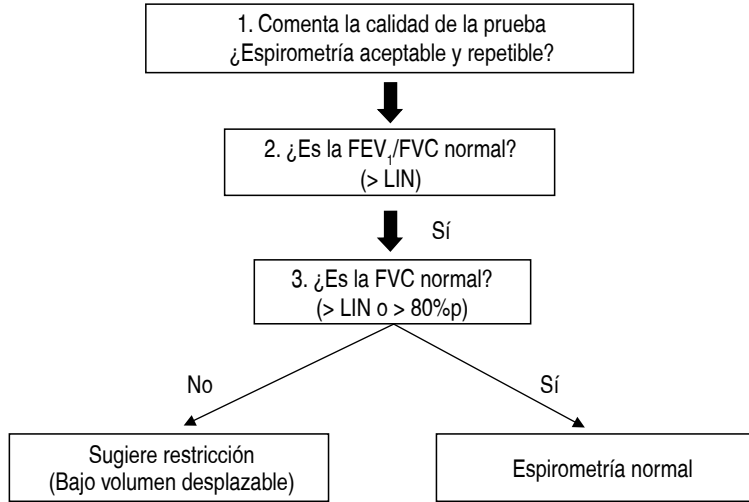 1. Comenta la calidad de la prueba
¿Espirometría aceptable y repetible?
2. ¿Es la FEV₁/FVC normal?
(> LIN)
Sí
3. ¿Es la FVC normal?
(> LIN o > 80%p)
No
Sí
Sugiere restricción
(Bajo volumen desplazable)
Espirometría normal